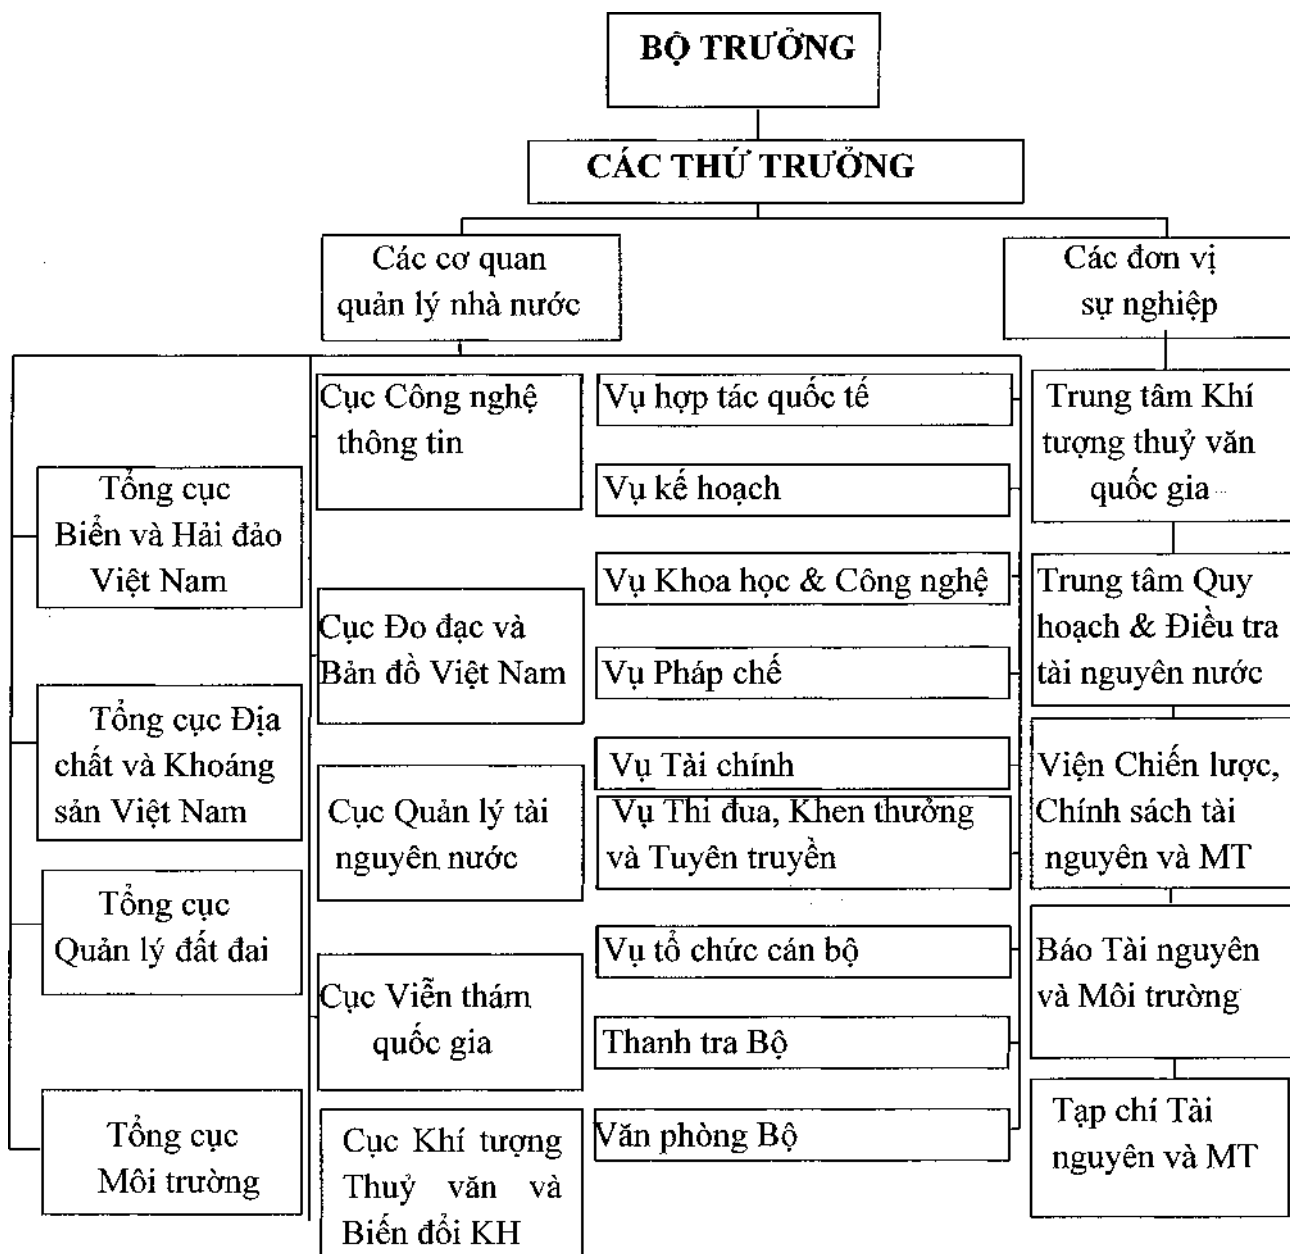 BỘ TRƯỞNG
CÁC THỨ TRƯỞNG
Các cơ quan
quản lý nhà nước
Các đơn vị
sự nghiệp
Tổng cục
Biển và Hải đảo
Việt Nam
Tổng cục Địa
chất và Khoáng
sản Việt Nam
Tổng cục
Quản lý đất đai
Tổng cục
Môi trường
Cục Công nghệ
thông tin
Cục Đo đạc và
Bản đồ Việt Nam
Cục Quản lý tài
nguyên nước
Cục Viễn thám
quốc gia
Cục Khí tượng
Thuỷ văn và
Biến đổi KH
Vụ hợp tác quốc tế
Vụ kế hoạch
Vụ Khoa học & Công nghệ
Vụ Pháp chế
Vụ Tài chính
Vụ Thi đua, Khen thưởng
và Tuyên truyền
Vụ tổ chức cán bộ
Thanh tra Bộ
Văn phòng Bộ
Trung tâm Khí
tượng thuỷ văn
quốc gia
Trung tâm Quy
hoạch & Điều tra
tài nguyên nước
Viện Chiến lược,
Chính sách tài
nguyên và MT
Báo Tài nguyên
và Môi trường
Tạp chí Tài
nguyên và MT